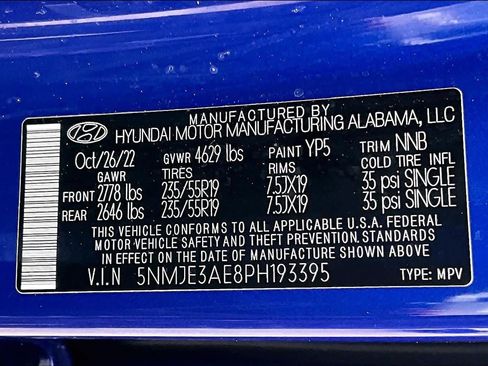 MANUFACTURED BY
HYUNDAI MOTOR MANUFACTURING ALABAMA, LLC
Oct/26/22 GVWR 4629 lbs PAINT YP5 TRIM NNB
GAWR TIRES RIMS COLD TIRE INFL
FRONT 2778 lbs 235/55R19 7.5JX19 35 psi SINGLE
REAR 2646 lbs 235/55R19 7.5JX19 35 psi SINGLE
THIS VEHICLE CONFORMS TO ALL APPLICABLE U.S.A. FEDERAL
MOTOR VEHICLE SAFETY AND THEFT PREVENTION. STANDARDS
IN EFFECT ON THE DATE OF MANUFACTURE SHOWN ABOVE
V.I.N 5NMJE3AE8PH193395 TYPE: MPV